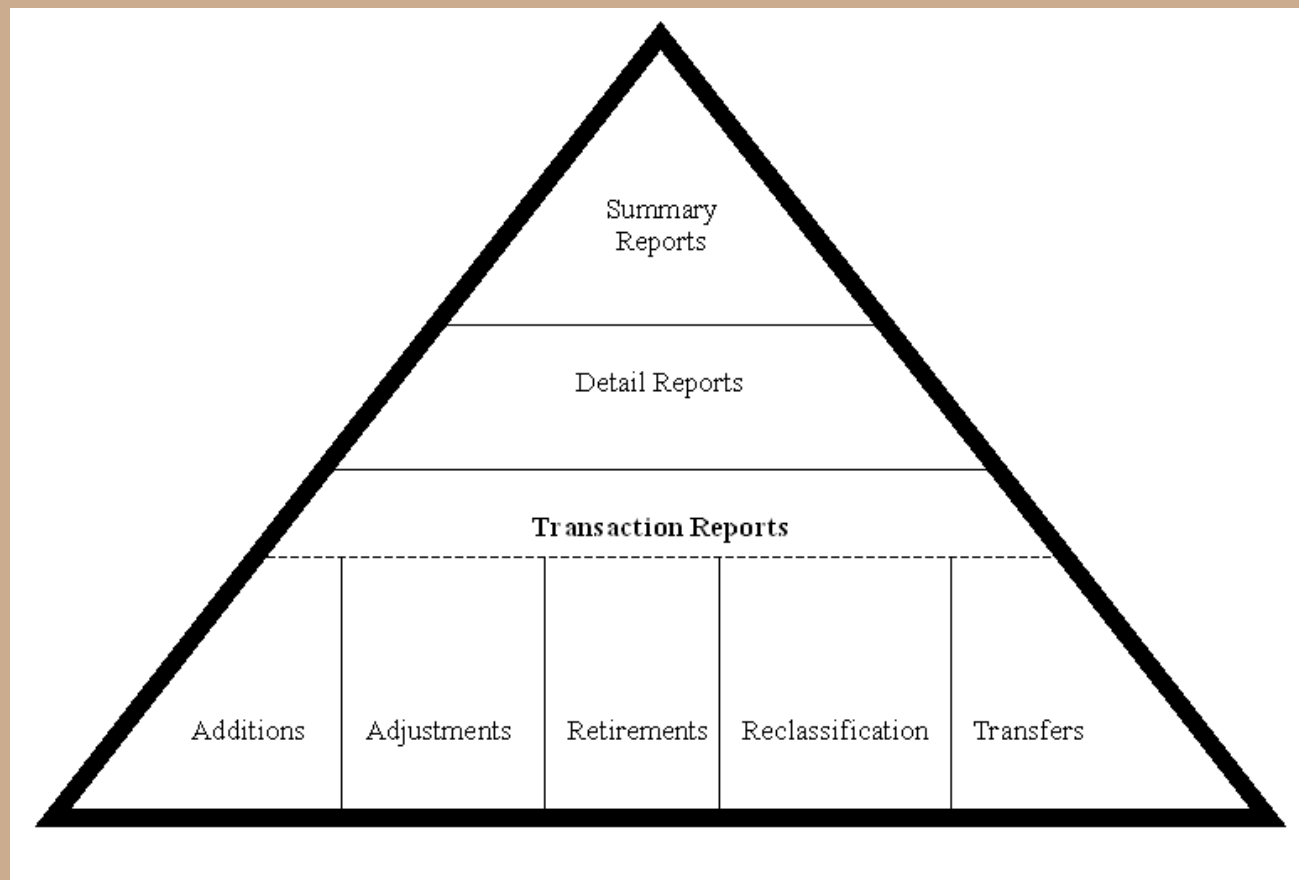 Summary
Reports
Detail Reports
Transaction Reports
Additions
Adjustments
Retirements
Reclassification
Transfers